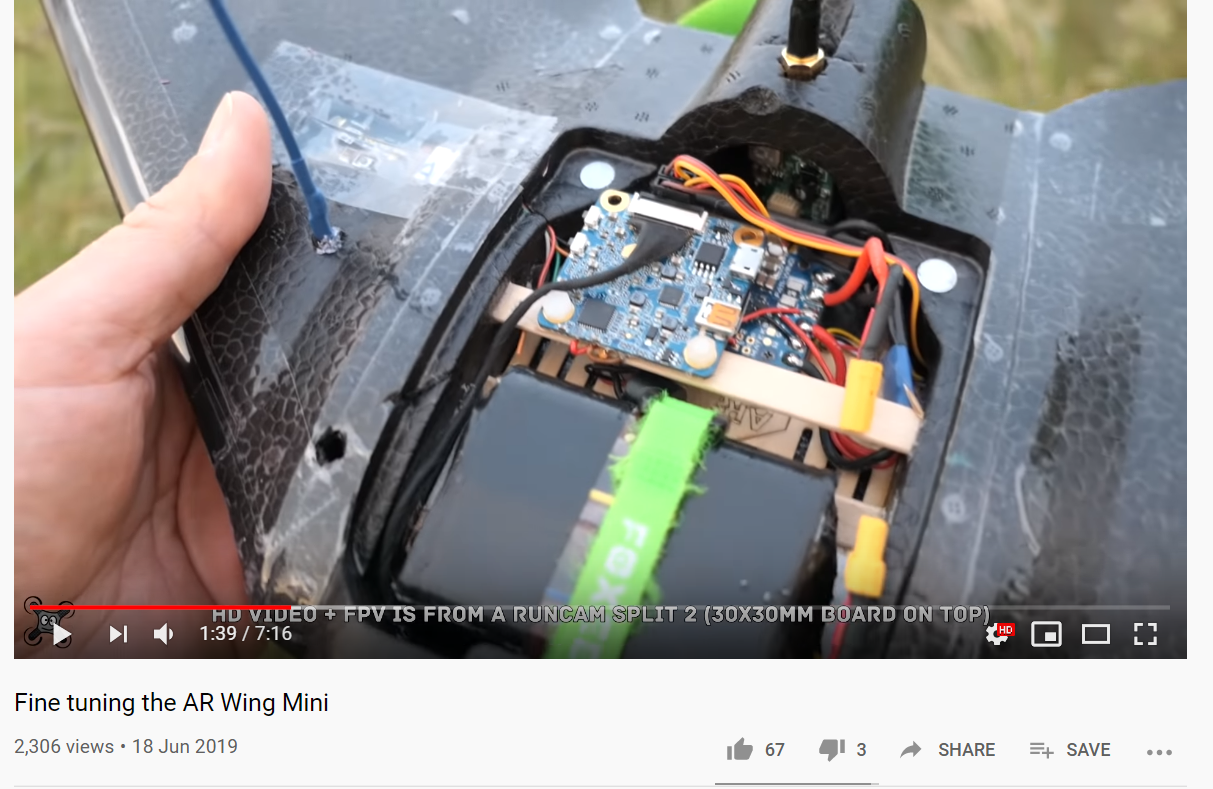 FOXEER
HD VIDEO + FPV IS FROM A RUNCAM SPLIT 2 (30X30MM BOARD ON TOP)
1:39 / 7:16
HD
Fine tuning the AR Wing Mini
2,306 views • 18 Jun 2019
67
3
SHARE
SAVE